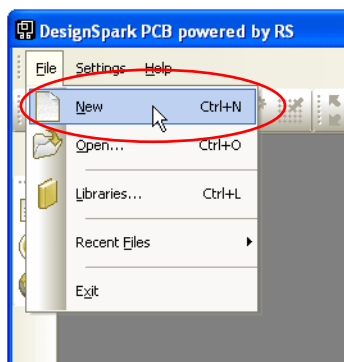 DesignSpark PCB powered by RS
File Settings Help
New Ctrl+N
Open... Ctrl+O
Libraries... Ctrl+L
Recent Files
Exit